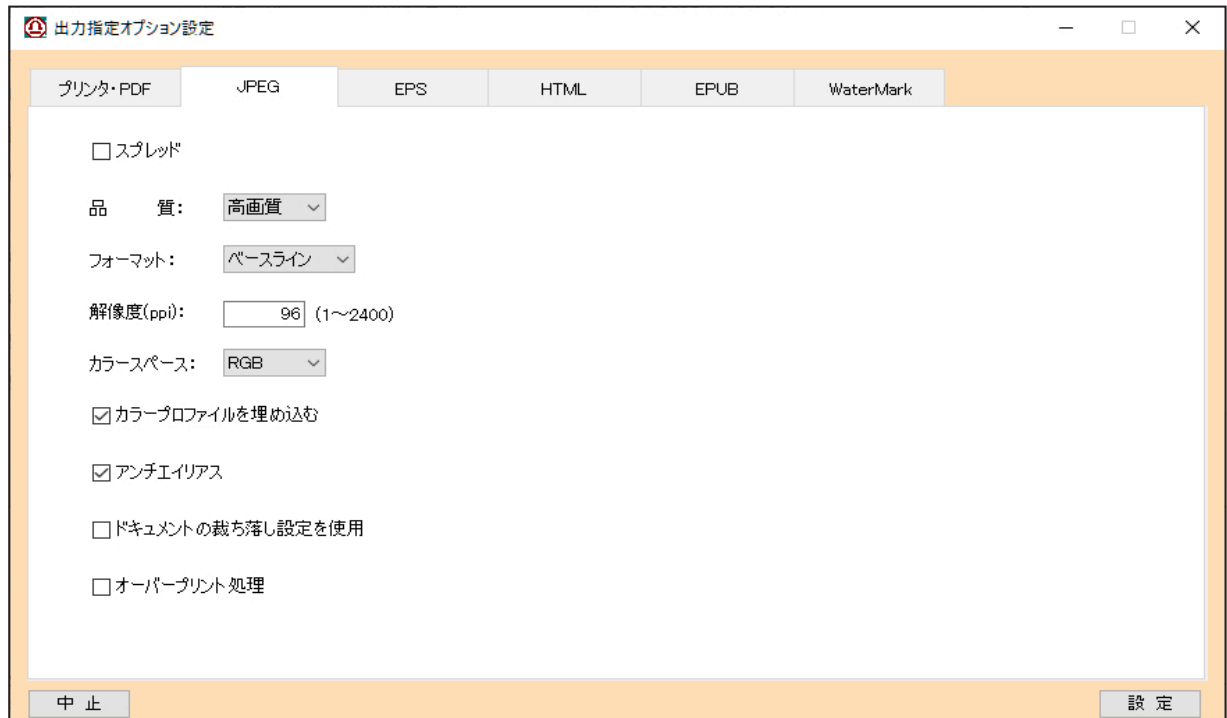 出力指定オプション設定
プリンタ・PDF JPEG EPS HTML EPUB WaterMark
スプレッド
品 質: 高画質
フォーマット: ベースライン
解像度(ppi): 96 (1～2400)
カラースペース: RGB
カラープロファイルを埋め込む
アンチエイリアス
ドキュメントの裁ち落し設定を使用
オーバープリント処理
中 止 設 定